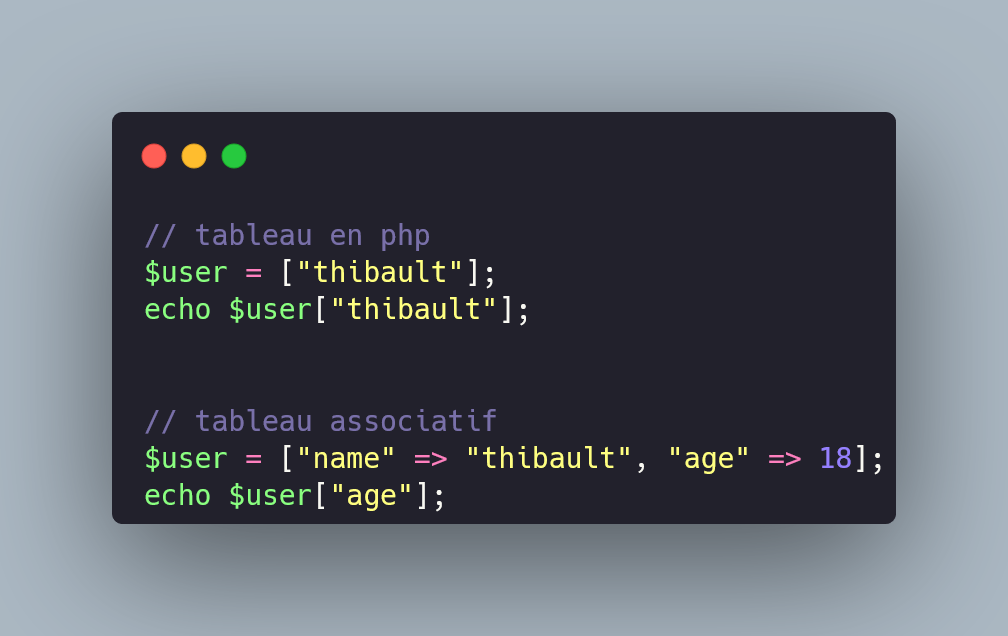 // tableau en php
$user = ["thibault"];
echo $user["thibault"];
// tableau associatif
$user = ["name" => "thibault", "age" => 18];
echo $user["age"];